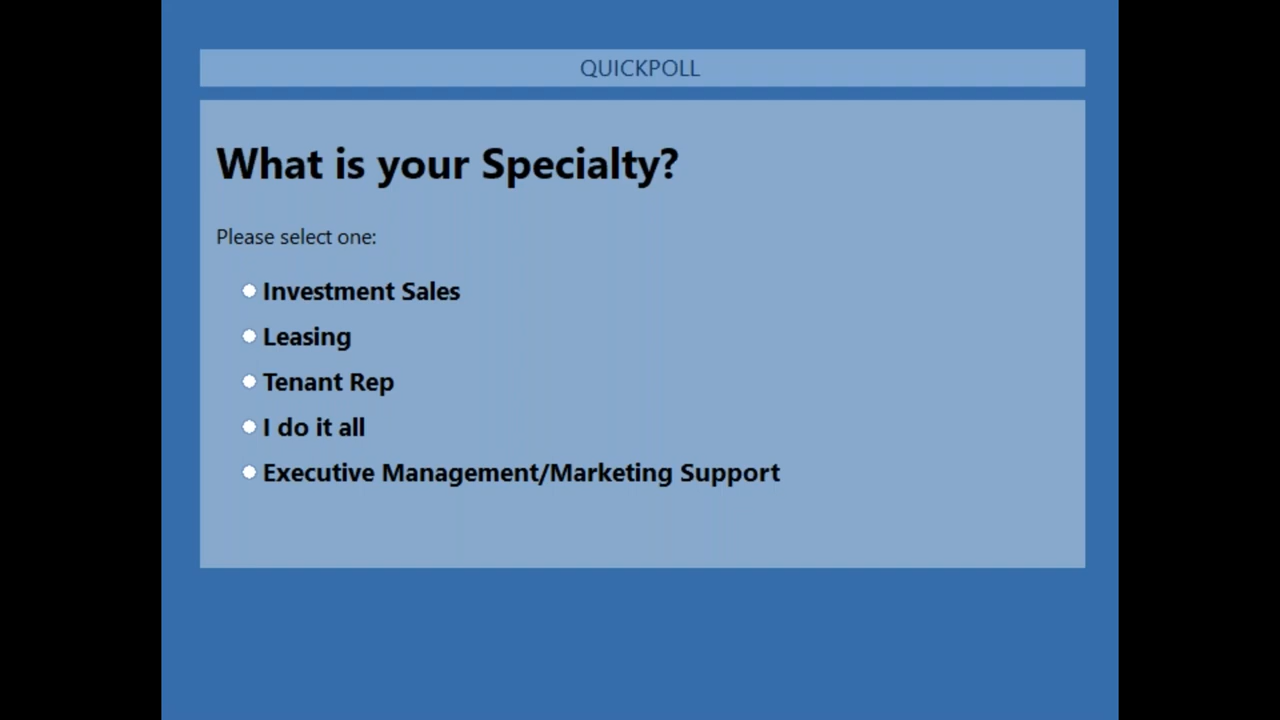 QUICKPOLL
What is your Specialty?
Please select one:
Investment Sales
Leasing
Tenant Rep
I do it all
Executive Management/Marketing Support